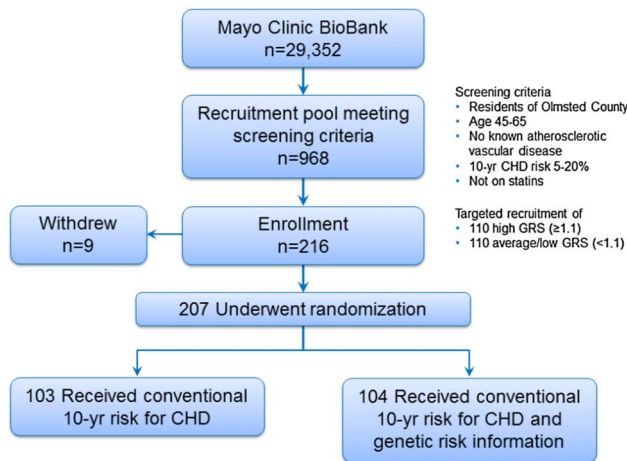 Mayo Clinic BioBank
n=29,352
Recruitment pool meeting
screening criteria
n=968
Screening criteria
• Residents of Olmsted County
• Age 45-65
• No known atherosclerotic
vascular disease
• 10-yr CHD risk 5-20%
• Not on statins
Withdrew
n=9
Enrollment
n=216
Targeted recruitment of
• 110 high GRS (≥1.1)
• 110 average/low GRS (<1.1)
207 Underwent randomization
103 Received conventional
10-yr risk for CHD
104 Received conventional
10-yr risk for CHD and
genetic risk information